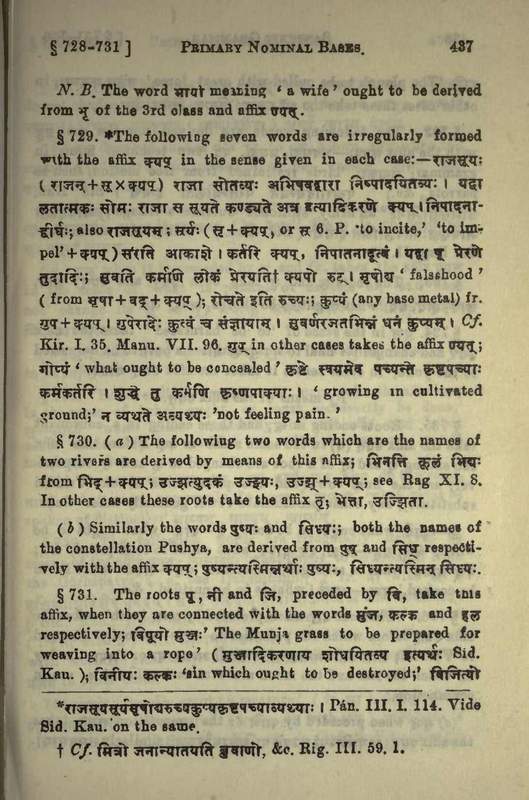 § 728-731 ] PRIMARY NOMINAL BASES. 437
N. B. The word भार्या meaning ' a wife ' ought to be derived
from भृ of the 3rd class and affix ण्यत्.
§ 729. *The following seven words are irregularly formed
with the affix क्यप् in the sense given in each case:—राजसूयः
( राजन् + सू × क्यप् ) राजा सोतव्यः अभिषवद्वारा निष्पादयितव्यः । यद्वा
लतात्मकः सोमः राजा स सूयते कण्ड्यते अत्र इत्यधिकरणे क्यप् । निपातना-
द्दीर्घः; also राजसूयम् ; सूर्यः ( सृ + क्यप्, or सू 6. P. 'to incite,' 'to im-
pel' + क्यप् ) सरति आकाशे । कर्तरि क्यप्, निपातनादूत्वं । यद्वा षू प्रेरणे
तुदादिः; सुवति कर्मणि लोकं प्रेरयति† क्यपो रुट् । मृषोद्य ' falsehood '
( from मृषा + वद् + क्यप् ); रोचते इति रुच्यः; कुप्यं (any base metal) fr.
गुप् + क्यप् । गुपेरादेः कुत्वं च संज्ञायाम् । सुवर्णरजतभिन्नं धनं कुप्यम् । Cf.
Kir. I. 35. Manu. VII. 96. गुप् in other cases takes the affix ण्यत् ;
गोप्यं ' what ought to be concealed ' कृष्टे स्वयमेव पच्यन्ते कृष्टपच्याः
कर्मकर्तरि । शुद्धे तु कर्मणि कृष्णपाक्याः । ' growing in cultivated
ground;' न व्यथते अव्यथ्यः 'not feeling pain. '
§ 730. ( a ) The following two words which are the names of
two rivers are derived by means of this affix; भिनत्ति कूलं भिद्यः
from भिद् + क्यप्; उज्झत्युदकं उज्झ्यः, उज्झ् + क्यप्; see Rag XI. 8.
In other cases these roots take the affix तृ; भेत्ता, उज्झिता.
( b ) Similarly the words पुष्यः and सिध्यः; both the names of
the constellation Pushya, are derived from पुष् and सिध् respecti-
vely with the affix क्यप्; पुष्यन्त्यस्मिन्नर्थाः पुष्यः, सिध्यन्त्यस्मिन् सिध्यः.
§ 731. The roots पू, नी and जि, preceded by वि, take this
affix, when they are connected with the words मुंज, कल्क and हल
respectively; विपूयो मुञ्जः' The Munja grass to be prepared for
weaving into a rope' ( मुञ्जादिकरणाय शोधयितव्य इत्यर्थः Sid.
Kau. ); विनीयः कल्कः 'sin which ought to be destroyed;' विजित्यो
*राजसूयसूर्यमृषोद्यरुच्यकुप्यकृष्टपच्याव्यथ्याः । Pán. III. I. 114. Vide
Sid. Kau. on the same.
† Cf. मित्रो जनान्यातयति ब्रुवाणो, &c. Rig. III. 59. 1.